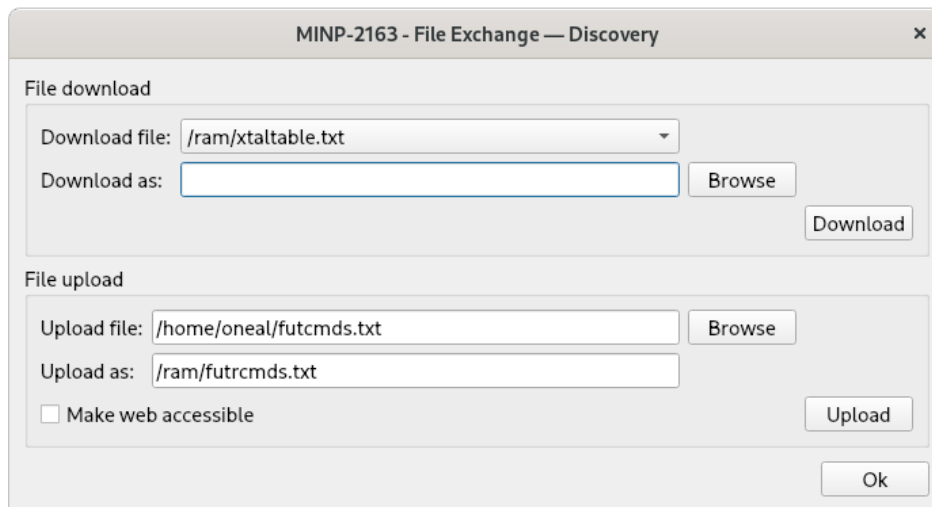 MINP-2163 - File Exchange — Discovery ×
File download
Download file: /ram/xtaltable.txt
Download as: Browse
Download
File upload
Upload file: /home/oneal/futcmds.txt Browse
Upload as: /ram/futrcmds.txt
Make web accessible Upload
Ok